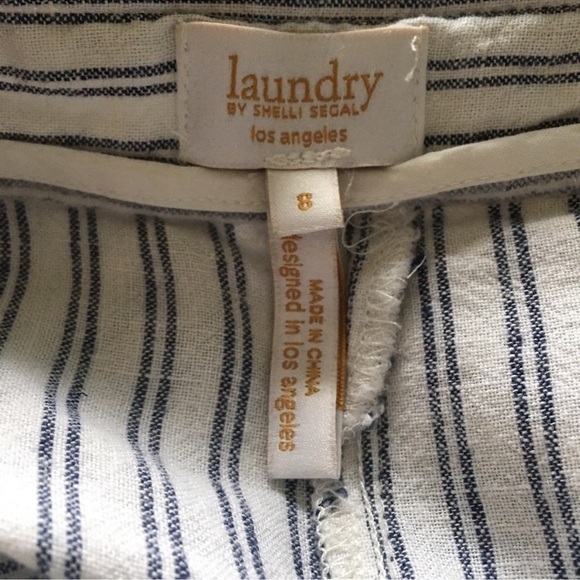 laundry
BY SHELLI SEGAL
los angeles
8
MADE IN CHINA
designed in los angeles